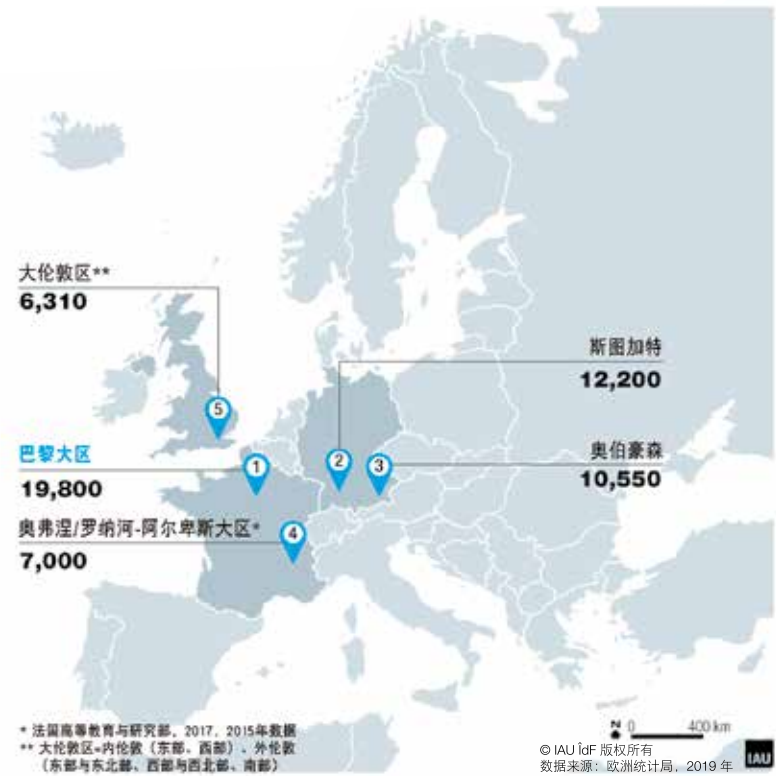 大伦敦区**
6,310
斯图加特
12,200
巴黎大区
19,800
奥伯豪森
10,550
奥弗涅/罗纳河-阿尔卑斯大区*
7,000
5
1
2
3
4
* 法国高等教育与研究部，2017，2015年数据
** 大伦敦区=内伦敦（东部、西部）、外伦敦
（东部与东北部、西部与西北部、南部）
N 0 400 km
© IAU ÎdF 版权所有
数据来源：欧洲统计局，2019 年
IAU